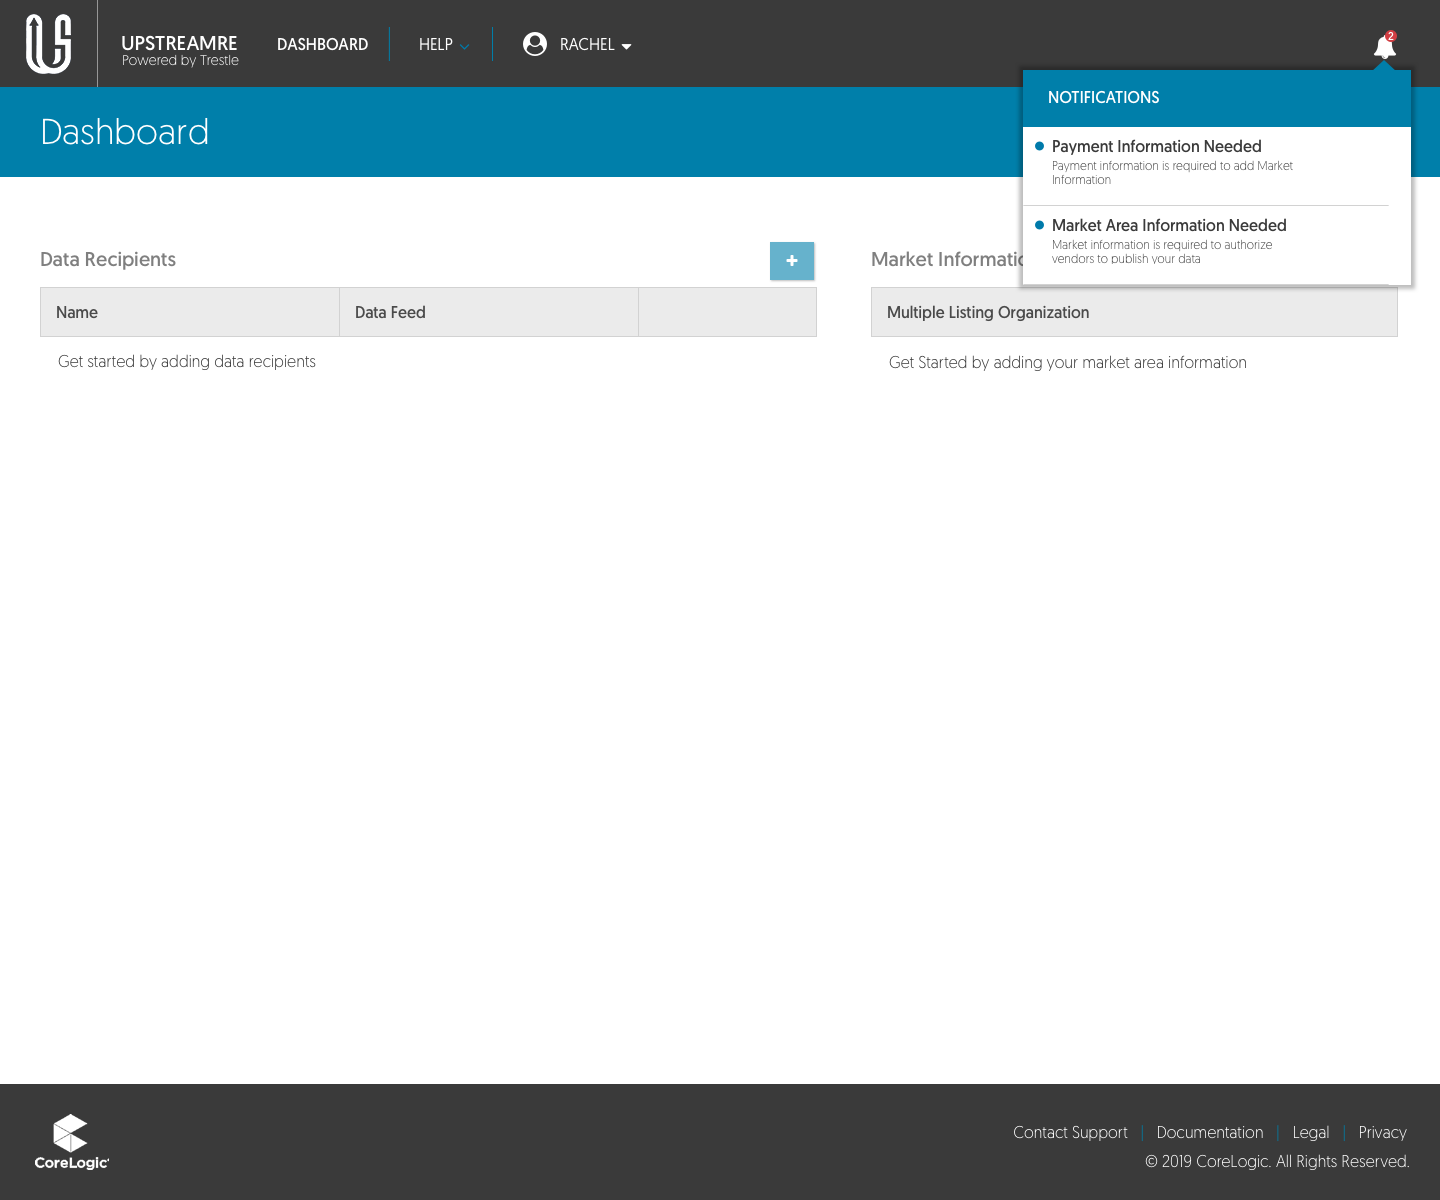 UPSTREAMRE
Powered by Trestle
DASHBOARD
HELP
RACHEL
2
Dashboard
NOTIFICATIONS
Payment Information Needed
Payment information is required to add Market
Information
Market Area Information Needed
Market information is required to authorize
vendors to publish your data
Data Recipients
Name
Data Feed
Get started by adding data recipients
Market
Multiple Listing Organization
Get Started by adding your market area information
CoreLogic
Contact Support | Documentation | Legal | Privacy
© 2019 CoreLogic. All Rights Reserved.